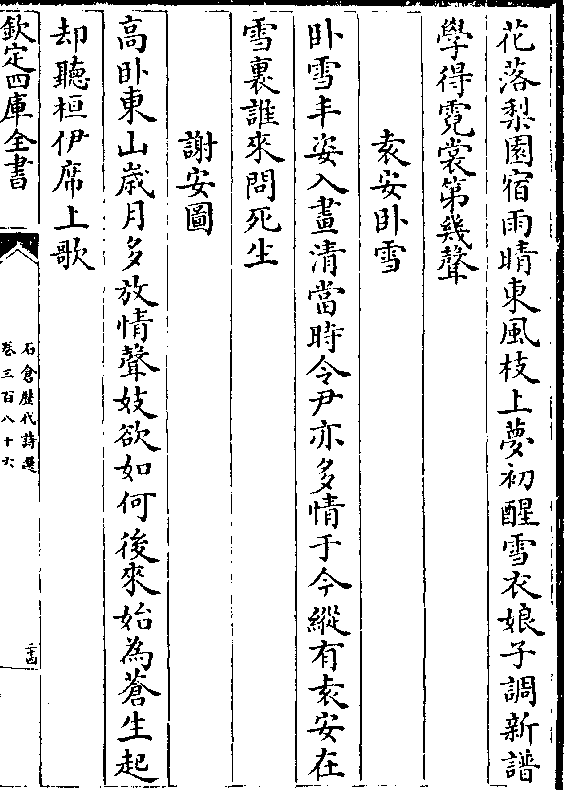 花落梨園宿雨晴東風枝上夢初醒雪衣娘子調新譜
學得霓裳第幾聲
袁安卧雪
卧雪丰姿入畫清當時令尹亦多情于今縱有袁安在
雪裏誰來問死生
謝安圖
高卧東山歳月多放情聲妓欲如何後來始為蒼生起
却聽桓伊席上歌
欽定四庫全書
石倉歴代詩選
卷三百八十六
二十四